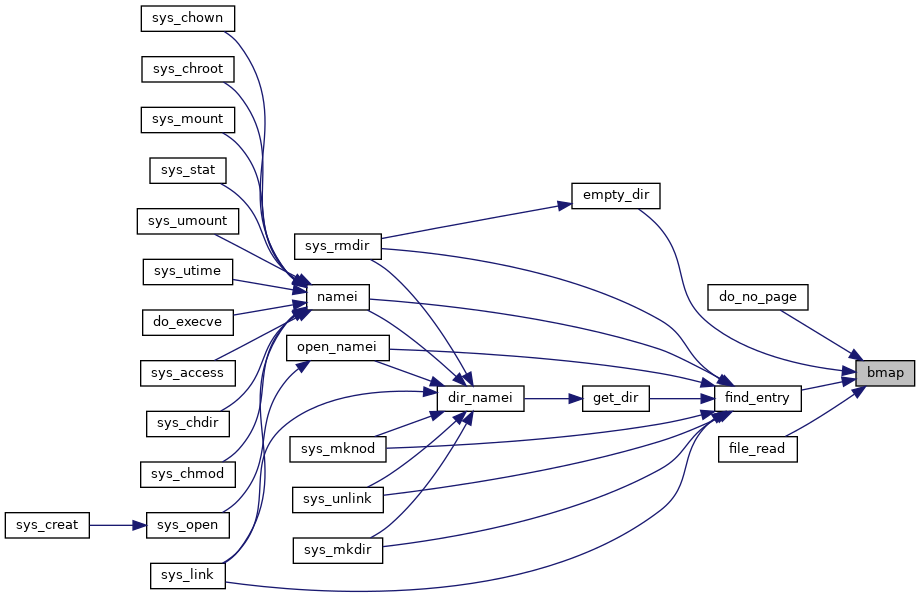 sys_chown
sys_chroot
sys_mount
sys_stat
sys_umount
sys_utime
do_execve
sys_access
sys_chdir
sys_chmod
sys_creat
sys_open
sys_link
sys_rmdir
namei
open_namei
sys_mknod
sys_unlink
sys_mkdir
dir_namei
empty_dir
get_dir
do_no_page
find_entry
file_read
bmap